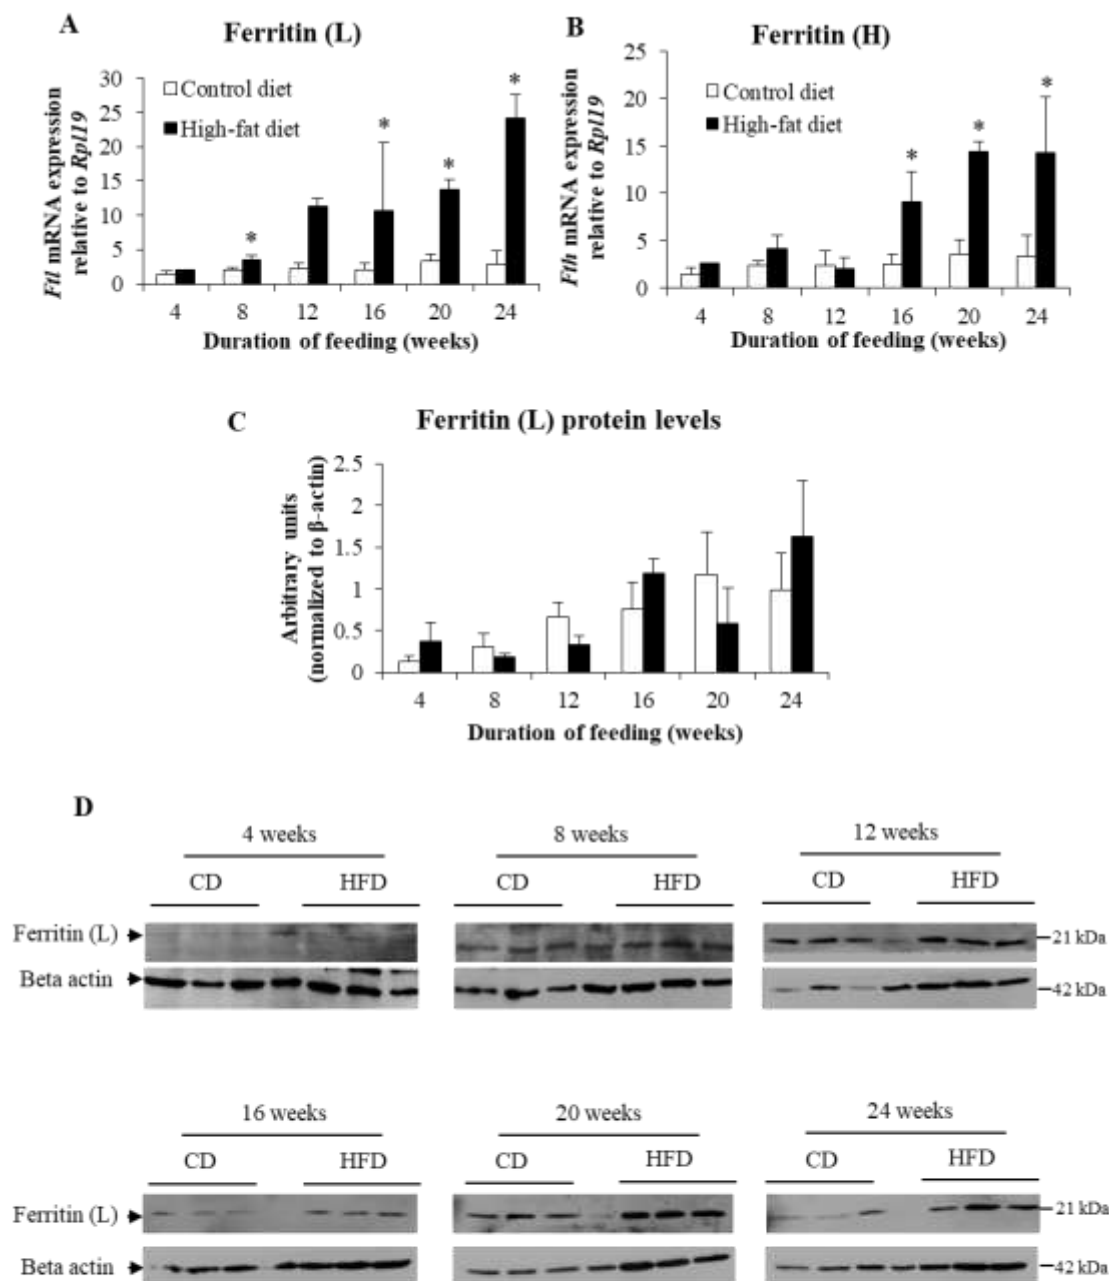 A
Ferritin (L)
Ftl mRNA expression
relative to Rpl19
30
25
20
15
10
5
0
Control diet
High-fat diet
*
*
*
*
4 8 12 16 20 24
Duration of feeding (weeks)
B
Ferritin (H)
Fth mRNA expression
relative to Rpl19
25
20
15
10
5
0
Control diet
High-fat diet
*
*
*
4 8 12 16 20 24
Duration of feeding (weeks)
C
Ferritin (L) protein levels
Arbitrary units
(normalized to β-actin)
2.5
2
1.5
1
0.5
0
4 8 12 16 20 24
Duration of feeding (weeks)
D
4 weeks 8 weeks 12 weeks
CD HFD CD HFD CD HFD
Ferritin (L) 21 kDa
Beta actin 42 kDa
16 weeks 20 weeks 24 weeks
CD HFD CD HFD CD HFD
Ferritin (L) 21 kDa
Beta actin 42 kDa